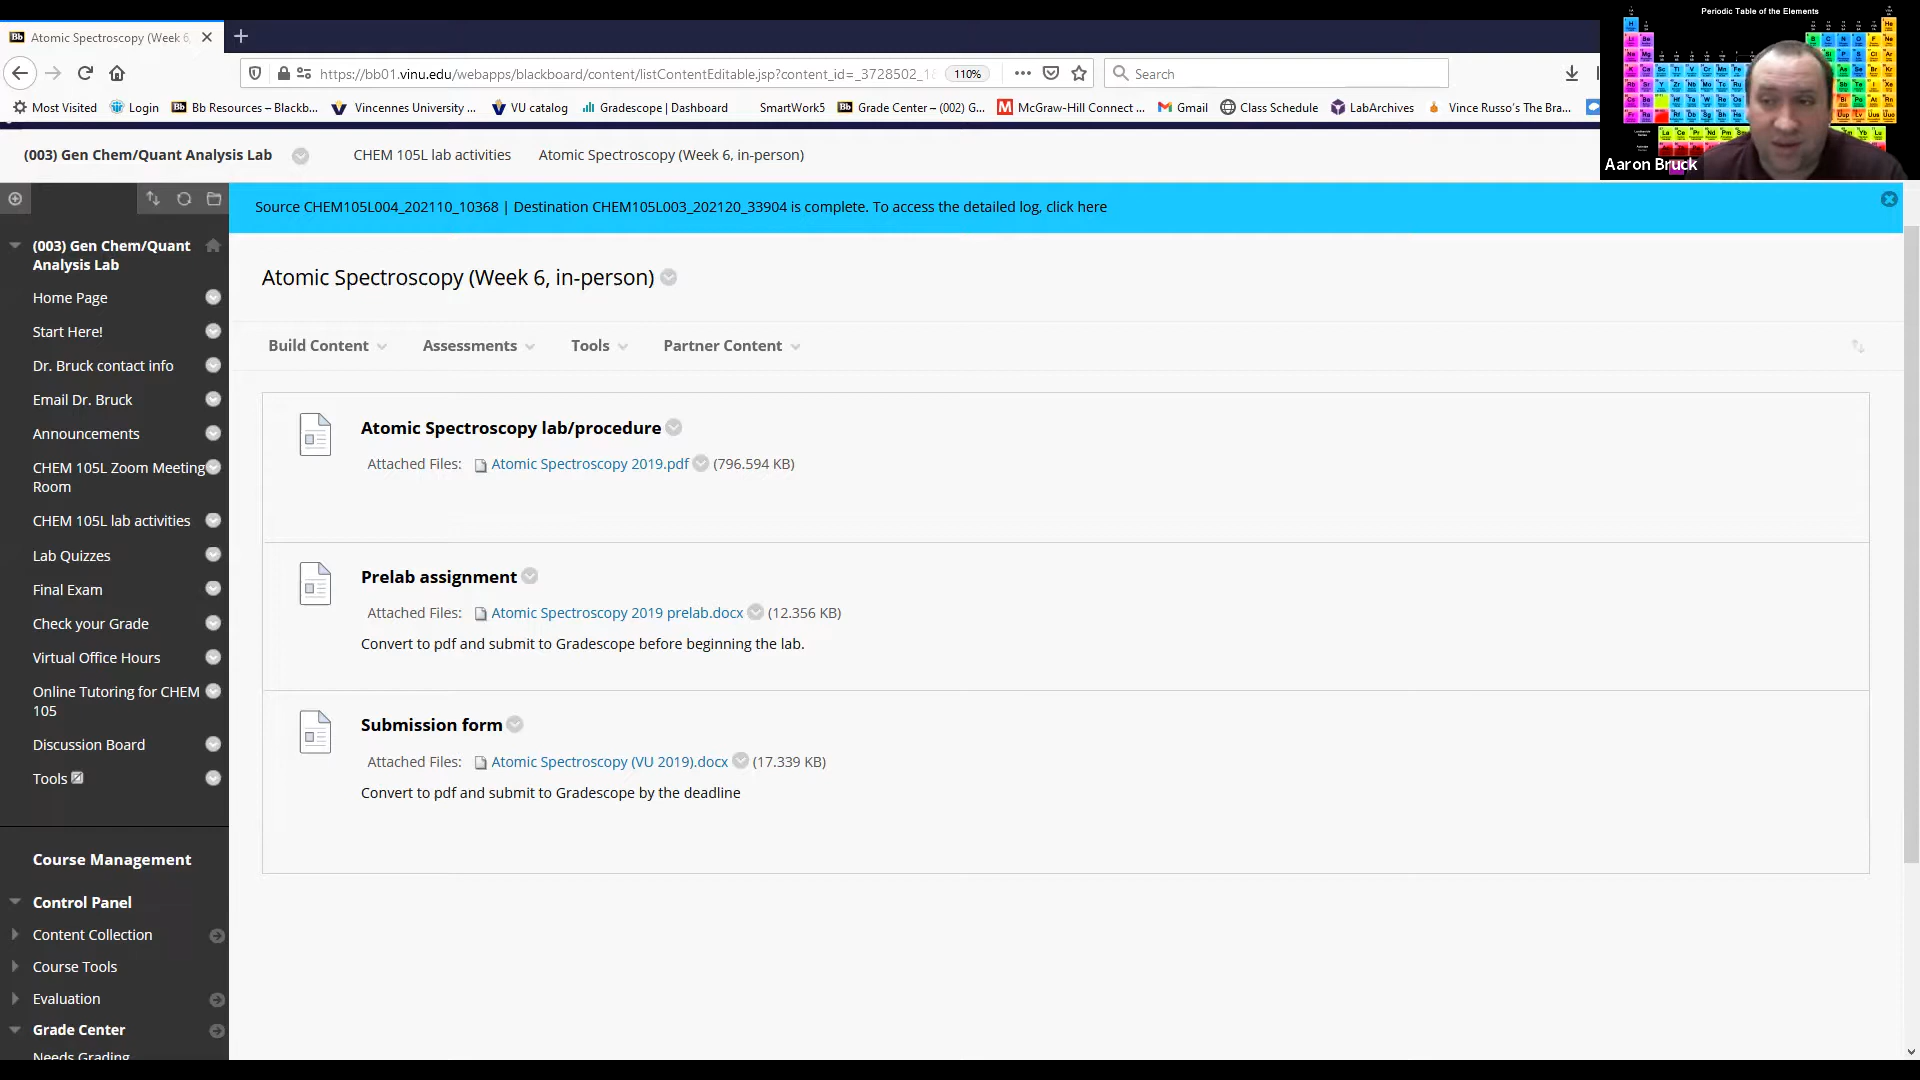 Atomic Spectroscopy (Week 6,
https://bb01.vinu.edu/webapps/blackboard/content/listContentEditable.jsp?content_id=_3728502_1
110%
Search
Most Visited
Login
Bb Resources – Blackb...
Vincennes University ...
VU catalog
Gradescope | Dashboard
SmartWork5
Grade Center – (002) G...
McGraw-Hill Connect ...
Gmail
Class Schedule
LabArchives
Vince Russo's The Bra...
Periodic Table of the Elements
Aaron Bruck
(003) Gen Chem/Quant Analysis Lab
CHEM 105L lab activities
Atomic Spectroscopy (Week 6, in-person)
Source CHEM105L004_202110_10368 | Destination CHEM105L003_202120_33904 is complete. To access the detailed log, click here
(003) Gen Chem/Quant
Analysis Lab
Home Page
Start Here!
Dr. Bruck contact info
Email Dr. Bruck
Announcements
CHEM 105L Zoom Meeting
Room
CHEM 105L lab activities
Lab Quizzes
Final Exam
Check your Grade
Virtual Office Hours
Online Tutoring for CHEM
105
Discussion Board
Tools
Course Management
Control Panel
Content Collection
Course Tools
Evaluation
Grade Center
Needs Grading
Atomic Spectroscopy (Week 6, in-person)
Build Content
Assessments
Tools
Partner Content
Atomic Spectroscopy lab/procedure
Attached Files: Atomic Spectroscopy 2019.pdf (796.594 KB)
Prelab assignment
Attached Files: Atomic Spectroscopy 2019 prelab.docx (12.356 KB)
Convert to pdf and submit to Gradescope before beginning the lab.
Submission form
Attached Files: Atomic Spectroscopy (VU 2019).docx (17.339 KB)
Convert to pdf and submit to Gradescope by the deadline